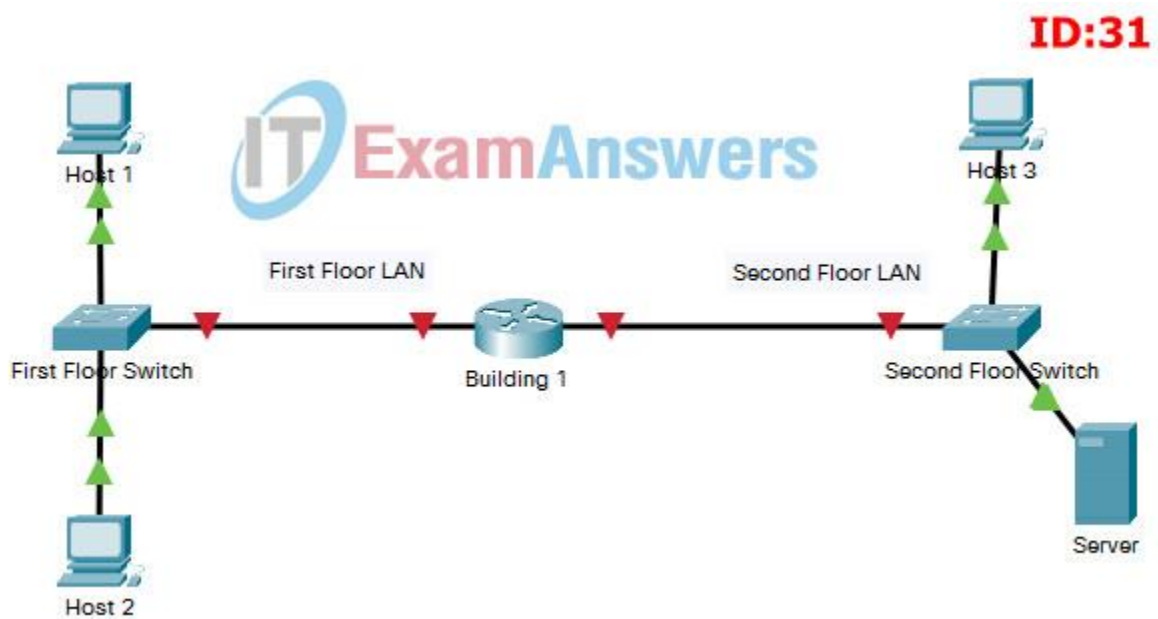 ID:31
IT ExamAnswers
Host 1
Host 3
First Floor LAN
Second Floor LAN
First Floor Switch
Building 1
Second Floor Switch
Server
Host 2